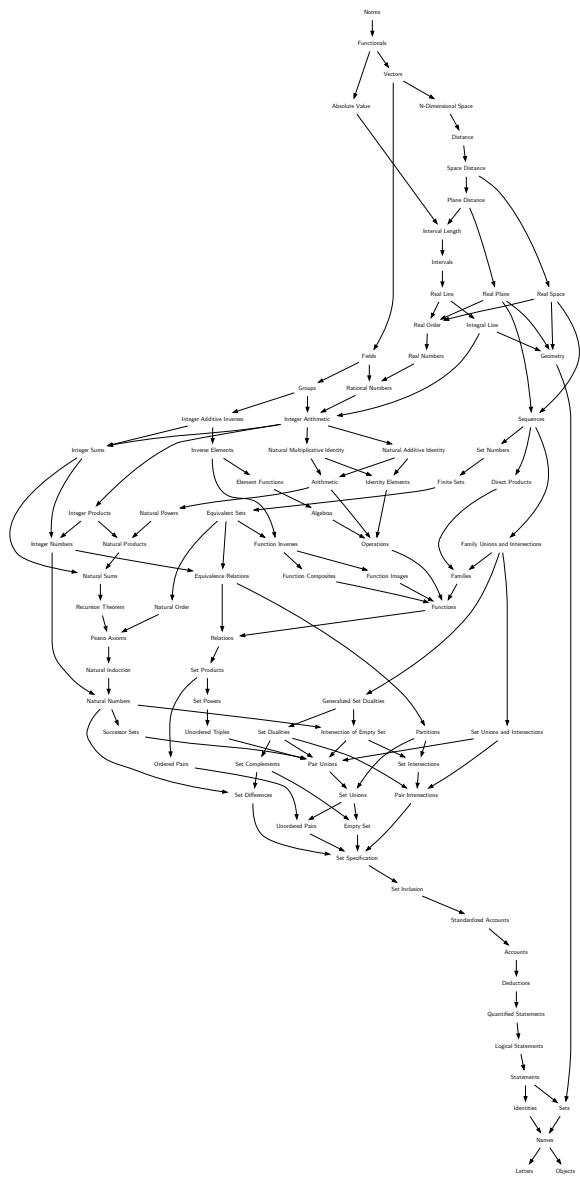 Norms
Functionals
Vectors
Absolute Value
N-Dimensional Space
Distance
Space Distance
Plane Distance
Interval Length
Intervals
Real Line
Real Plane
Real Space
Real Order
Integral Line
Fields
Real Numbers
Geometry
Groups
Rational Numbers
Integer Additive Inverses
Integer Arithmetic
Sequences
Integer Sums
Inverse Elements
Natural Multiplicative Identity
Natural Additive Identity
Set Numbers
Element Functions
Arithmetic
Identity Elements
Finite Sets
Direct Products
Integer Products
Natural Powers
Equivalent Sets
Algebras
Integer Numbers
Natural Products
Function Inverses
Operations
Family Unions and Intersections
Natural Sums
Equivalence Relations
Function Composites
Function Images
Families
Recursion Theorem
Natural Order
Functions
Peano Axioms
Relations
Natural Induction
Set Products
Natural Numbers
Set Powers
Generalized Set Dualities
Successor Sets
Unordered Triples
Set Dualities
Intersection of Empty Set
Partitions
Set Unions and Intersections
Ordered Pairs
Set Complements
Pair Unions
Set Intersections
Set Differences
Set Unions
Pair Intersections
Unordered Pairs
Empty Set
Set Specification
Set Inclusion
Standardized Accounts
Accounts
Deductions
Quantified Statements
Logical Statements
Statements
Identities
Sets
Names
Letters
Objects